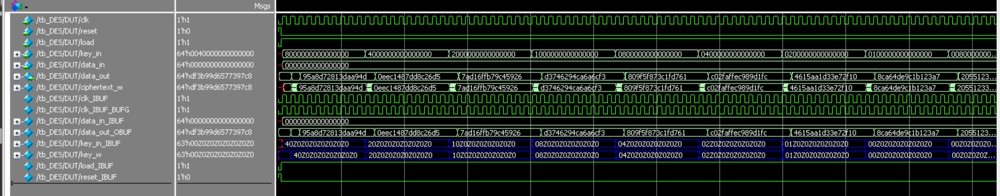 Msgs
/tb_DES/DUT/clk 1'h1
/tb_DES/DUT/reset 1'h0
/tb_DES/DUT/load 1'h1
/tb_DES/DUT/key_in 64'h0040000000000000 8000000000000000 4000000000000000 2000000000000000 1000000000000000 0800000000000000 0400000000000000 0200000000000000 0100000000000000 0080000000...
/tb_DES/DUT/data_in 64'h0000000000000000 0000000000000000
/tb_DES/DUT/data_out 64'hdf3b99d6577397c8 95a8d72813daa94d 0eec1487dd8c26d5 7ad16ffb79c45926 d3746294ca6a6cf3 809f5f873c1fd761 c02faffec989d1fc 4615aa1d33e72f10 8ca64de9c1b123a7 2055123...
/tb_DES/DUT/ciphertext_w 64'hdf3b99d6577397c8 95a8d72813daa94d 0eec1487dd8c26d5 7ad16ffb79c45926 d3746294ca6a6cf3 809f5f873c1fd761 c02faffec989d1fc 4615aa1d33e72f10 8ca64de9c1b123a7 20551233...
/tb_DES/DUT/clk_IBUF 1'h1
/tb_DES/DUT/clk_IBUF_BUFG 1'h1
/tb_DES/DUT/data_in_IBUF 64'h0000000000000000 0000000000000000
/tb_DES/DUT/data_out_OBUF 64'hdf3b99d6577397c8 95a8d72813daa94d 0eec1487dd8c26d5 7ad16ffb79c45926 d3746294ca6a6cf3 809f5f873c1fd761 c02faffec989d1fc 4615aa1d33e72f10 8ca64de9c1b123a7 2055123...
/tb_DES/DUT/key_in_IBUF 63'h00Z0Z0Z0Z0Z0Z0Z0 40Z0Z0Z0Z0Z0Z0Z0 20Z0Z0Z0Z0Z0Z0Z0 10Z0Z0Z0Z0Z0Z0Z0 08Z0Z0Z0Z0Z0Z0Z0 04Z0Z0Z0Z0Z0Z0Z0 02Z0Z0Z0Z0Z0Z0Z0 01Z0Z0Z0Z0Z0Z0Z0 00Z0Z0Z0Z0Z0Z0Z0 00Z0Z0Z0Z0...
/tb_DES/DUT/key_w 63'h00Z0Z0Z0Z0Z0Z0Z0 40Z0Z0Z0Z0Z0Z0Z0 20Z0Z0Z0Z0Z0Z0Z0 10Z0Z0Z0Z0Z0Z0Z0 08Z0Z0Z0Z0Z0Z0Z0 04Z0Z0Z0Z0Z0Z0Z0 02Z0Z0Z0Z0Z0Z0Z0 01Z0Z0Z0Z0Z0Z0Z0 00Z0Z0Z0Z0Z0Z0Z0 00Z0Z0Z0Z...
/tb_DES/DUT/load_IBUF 1'h1
/tb_DES/DUT/reset_IBUF 1'h0